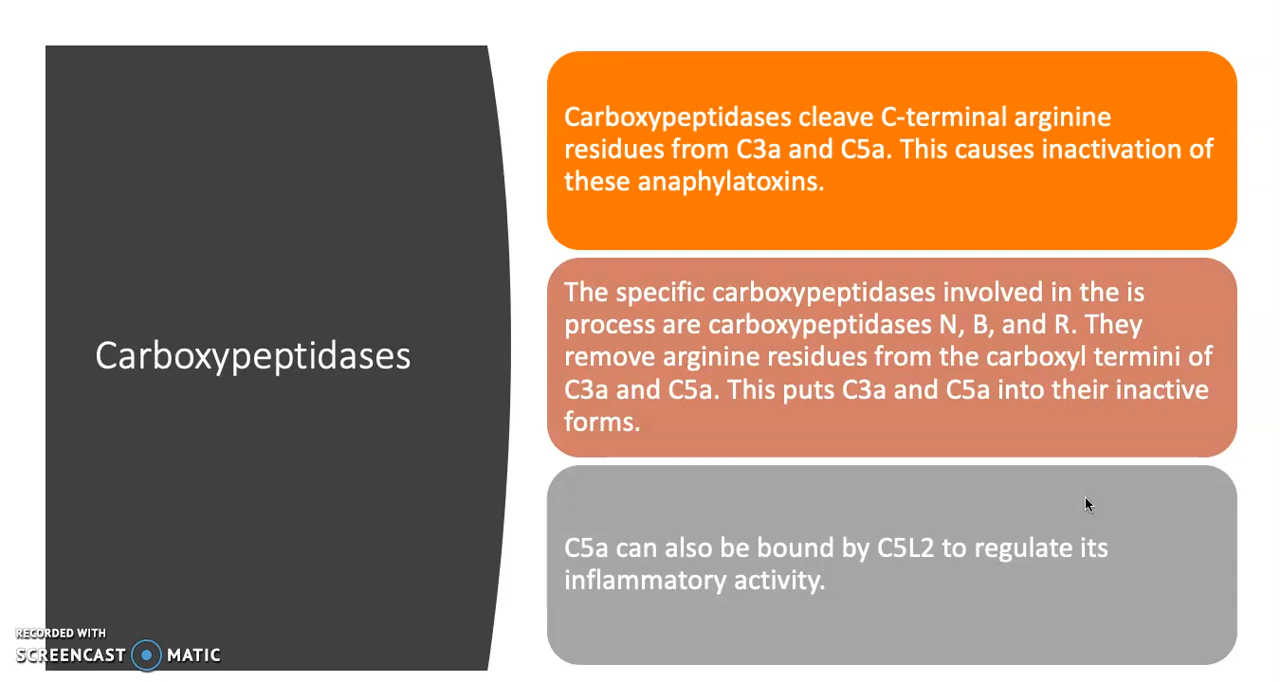 Carboxypeptidases cleave C-terminal arginine
residues from C3a and C5a. This causes inactivation of
these anaphylatoxins.
The specific carboxypeptidases involved in the is
process are carboxypeptidases N, B, and R. They
remove arginine residues from the carboxyl termini of
C3a and C5a. This puts C3a and C5a into their inactive
forms.
Carboxypeptidases
C5a can also be bound by C5L2 to regulate its
inflammatory activity.
RECORDED WITH
SCREENCAST MATIC